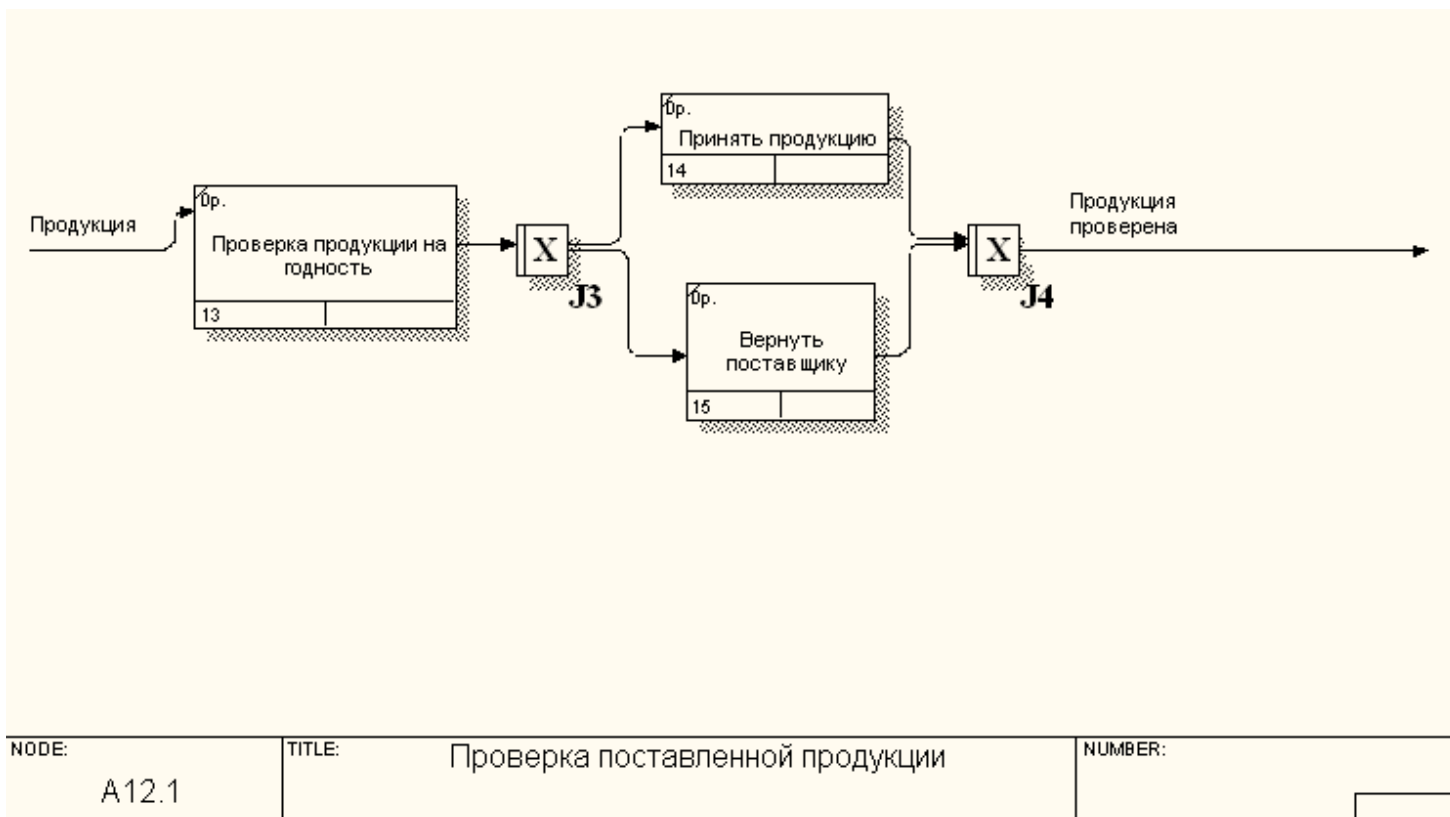 0р.
Принять продукцию
14
Продукция
0р.
Проверка продукции на
годность
13
X
J3
0р.
Вернуть
поставщику
15
X
J4
Продукция
проверена
NODE:
A12.1
TITLE:
Проверка поставленной продукции
NUMBER: